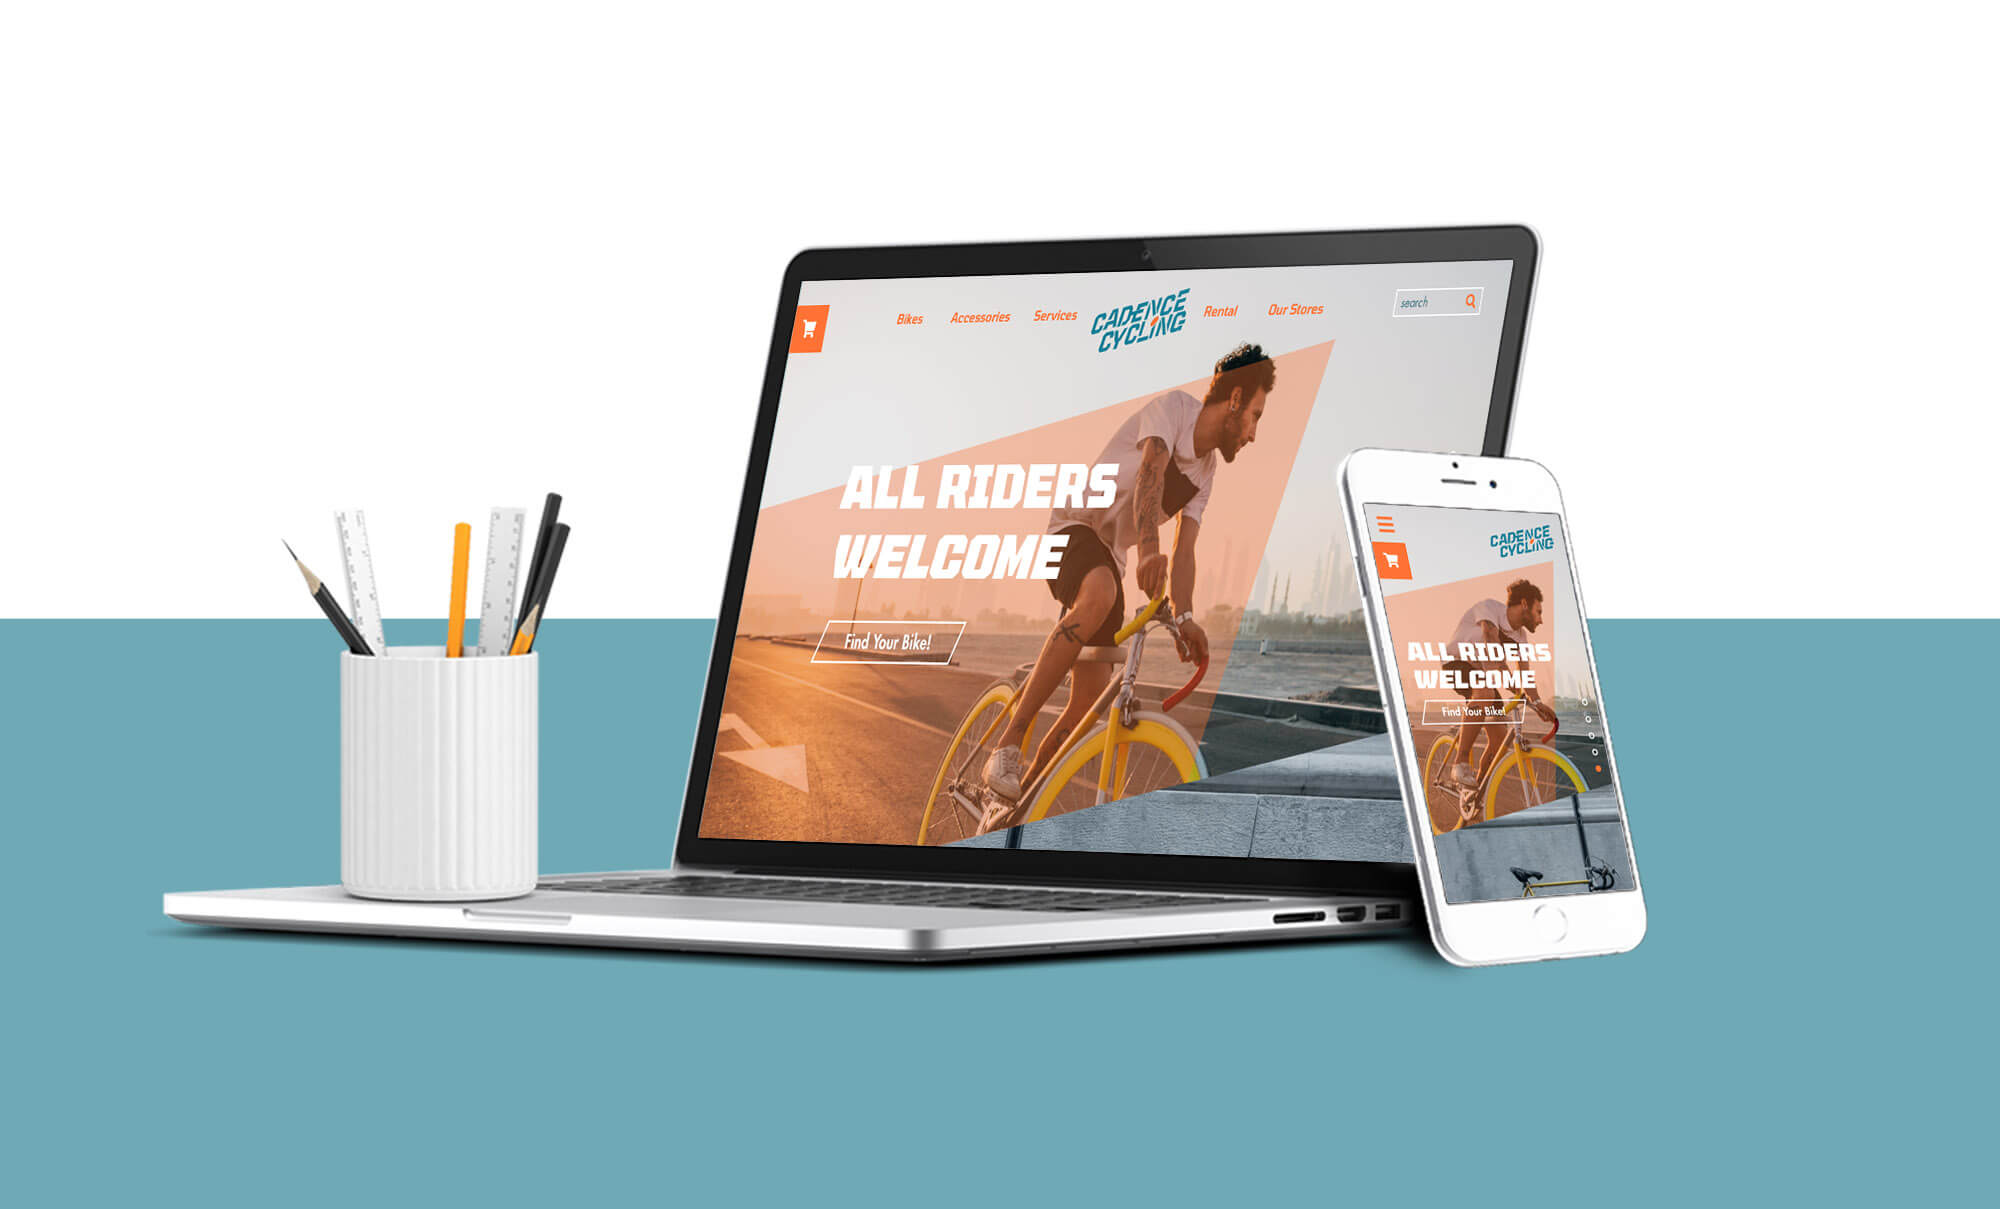 Bikes
Accessories
Services
CADENCE
CYCLING
Rental
Our Stores
search
ALL RIDERS
WELCOME
Find Your Bike!
CADENCE
CYCLING
ALL RIDERS
WELCOME
Find Your Bike!